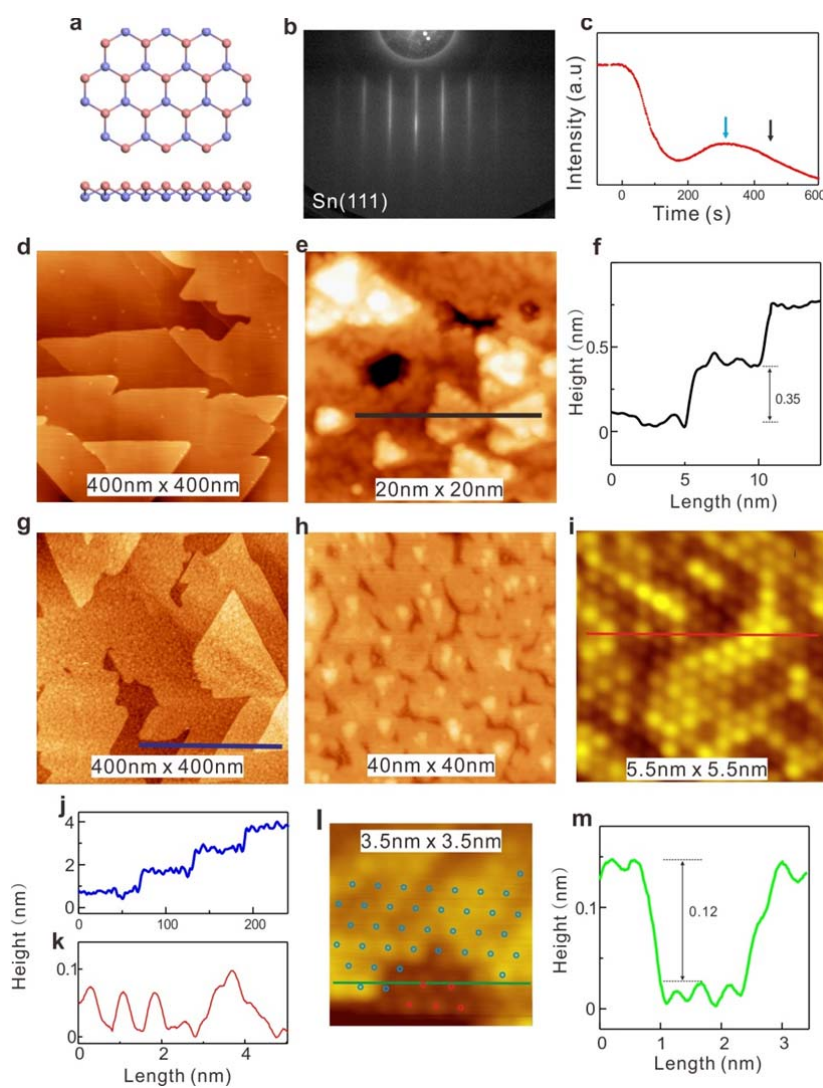 a
b
c
Sn(111)
Intensity (a.u)
0
200
400
600
Time (s)
d
e
f
400nm x 400nm
20nm x 20nm
Height (nm)
0.5
0
0.35
0
5
10
Length (nm)
g
h
i
400nm x 400nm
40nm x 40nm
5.5nm x 5.5nm
j
4
2
0
0
100
200
Height (nm)
k
0.1
0
0
2
4
Length (nm)
l
3.5nm x 3.5nm
m
Height (nm)
0.1
0
0.12
0
1
2
3
Length (nm)